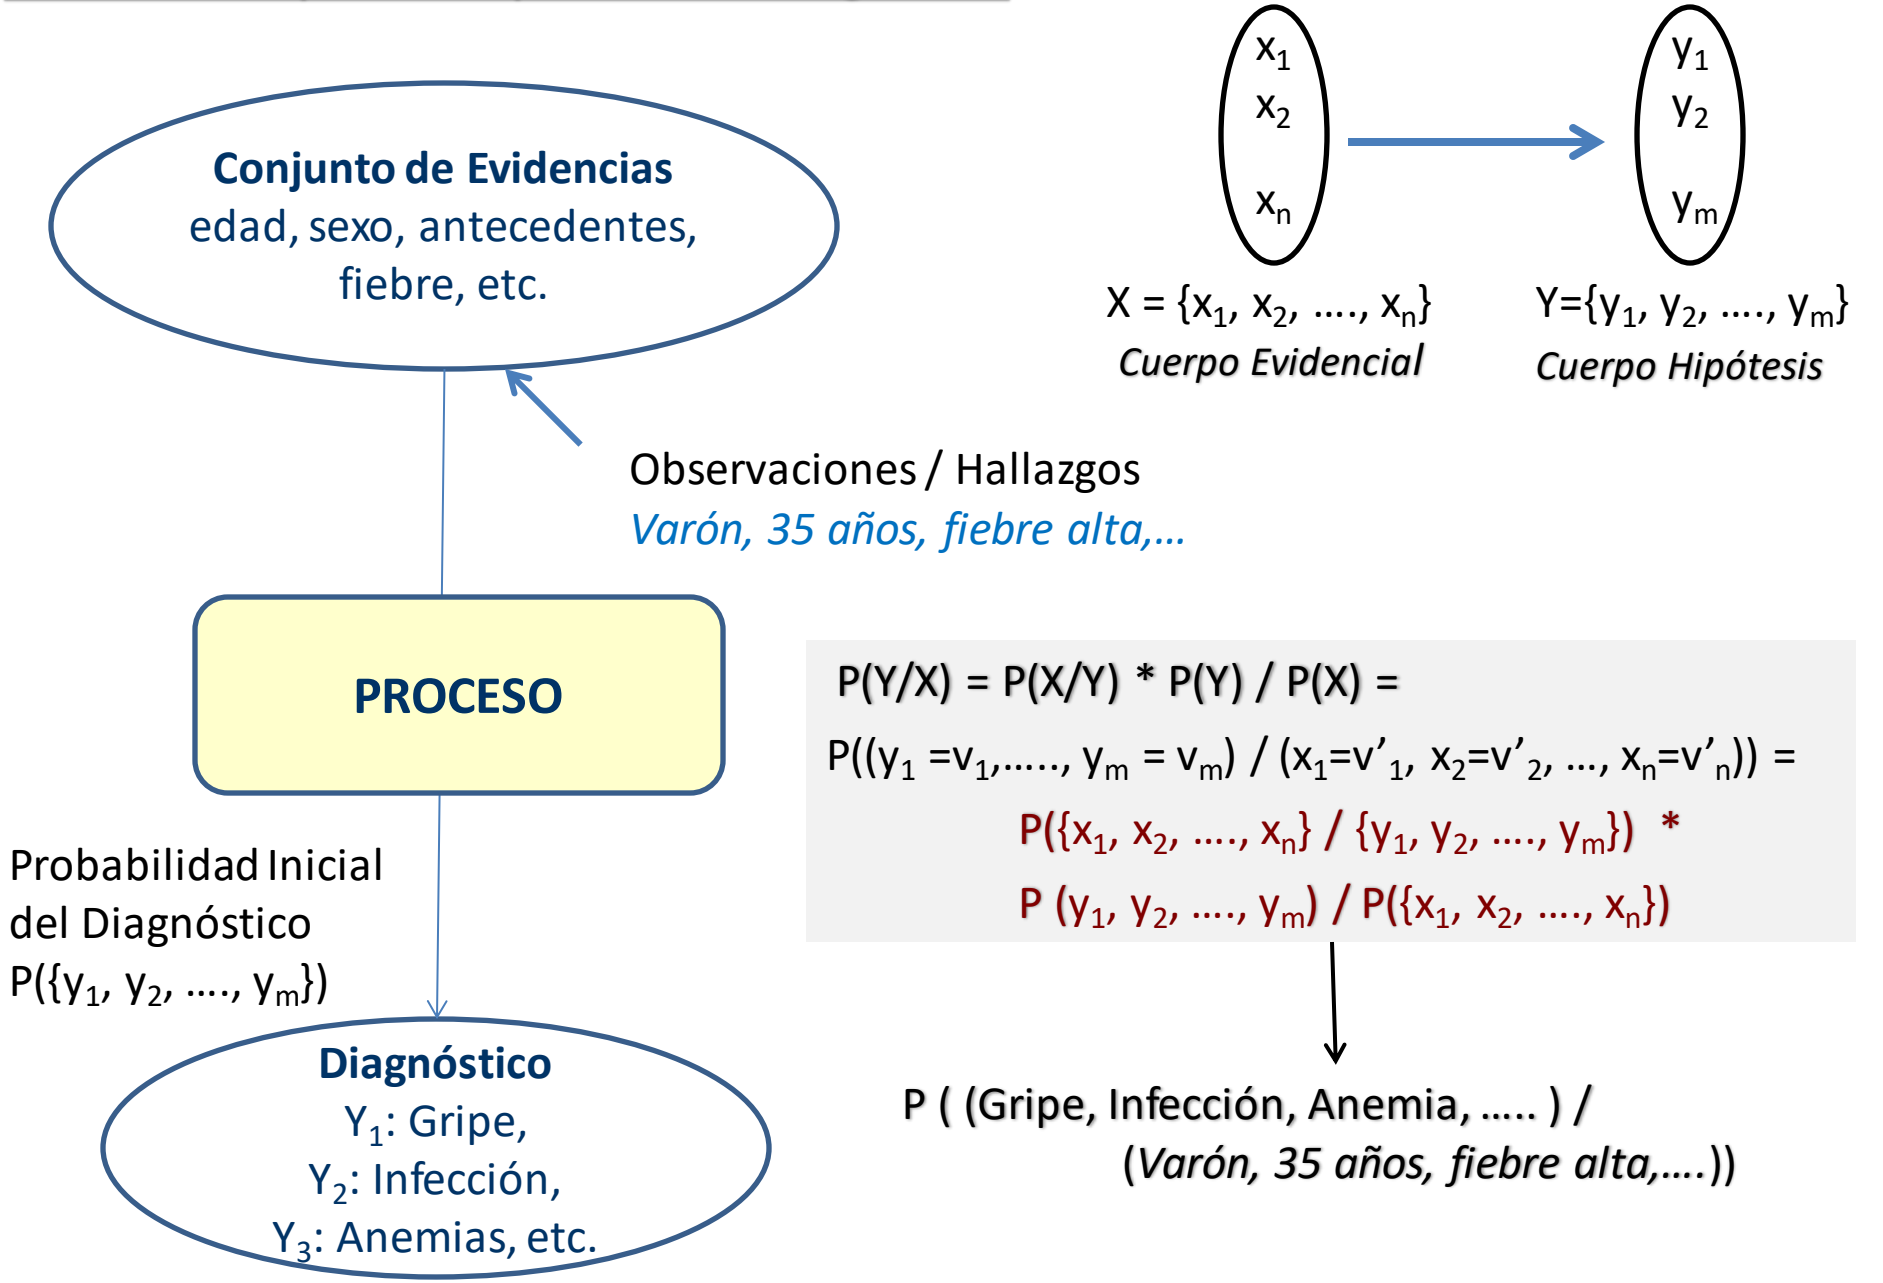 Conjunto de Evidencias
edad, sexo, antecedentes,
fiebre, etc.
x₁
x₂
xₙ
y₁
y₂
yₘ
X = {x₁, x₂, …., xₙ}
Cuerpo Evidencial
Y={y₁, y₂, …., yₘ}
Cuerpo Hipótesis
Observaciones / Hallazgos
Varón, 35 años, fiebre alta,…
PROCESO
P(Y/X) = P(X/Y) * P(Y) / P(X) =
P((y₁ =v₁,….., yₘ = vₘ) / (x₁=v’₁, x₂=v’₂, …, xₙ=v’ₙ)) =
P({x₁, x₂, …., xₙ} / {y₁, y₂, …., yₘ}) *
P (y₁, y₂, …., yₘ) / P({x₁, x₂, …., xₙ})
Probabilidad Inicial
del Diagnóstico
P({y₁, y₂, …., yₘ})
Diagnóstico
Y₁: Gripe,
Y₂: Infección,
Y₃: Anemias, etc.
P ( (Gripe, Infección, Anemia, ….. ) /
(Varón, 35 años, fiebre alta,….))